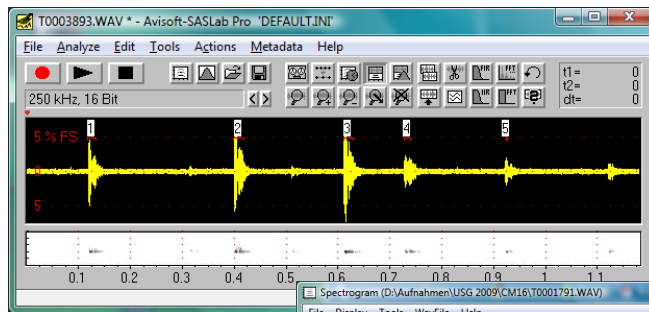 T0003893.WAV * - Avisoft-SASLab Pro 'DEFAULT.INI'
File Analyze Edit Tools Actions Metadata Help
t1= 0
250 kHz, 16 Bit
t2= 0
dt= 0
1 2 3 4 5
5 % FS
0
5
0.1 0.2 0.3 0.4 0.5 0.6 0.7 0.8 0.9 1 1.1
Spectrogram (D:\Aufnahmen\USG 2009\CM16\T0001791.WAV)
File Display Tools WavFile Help